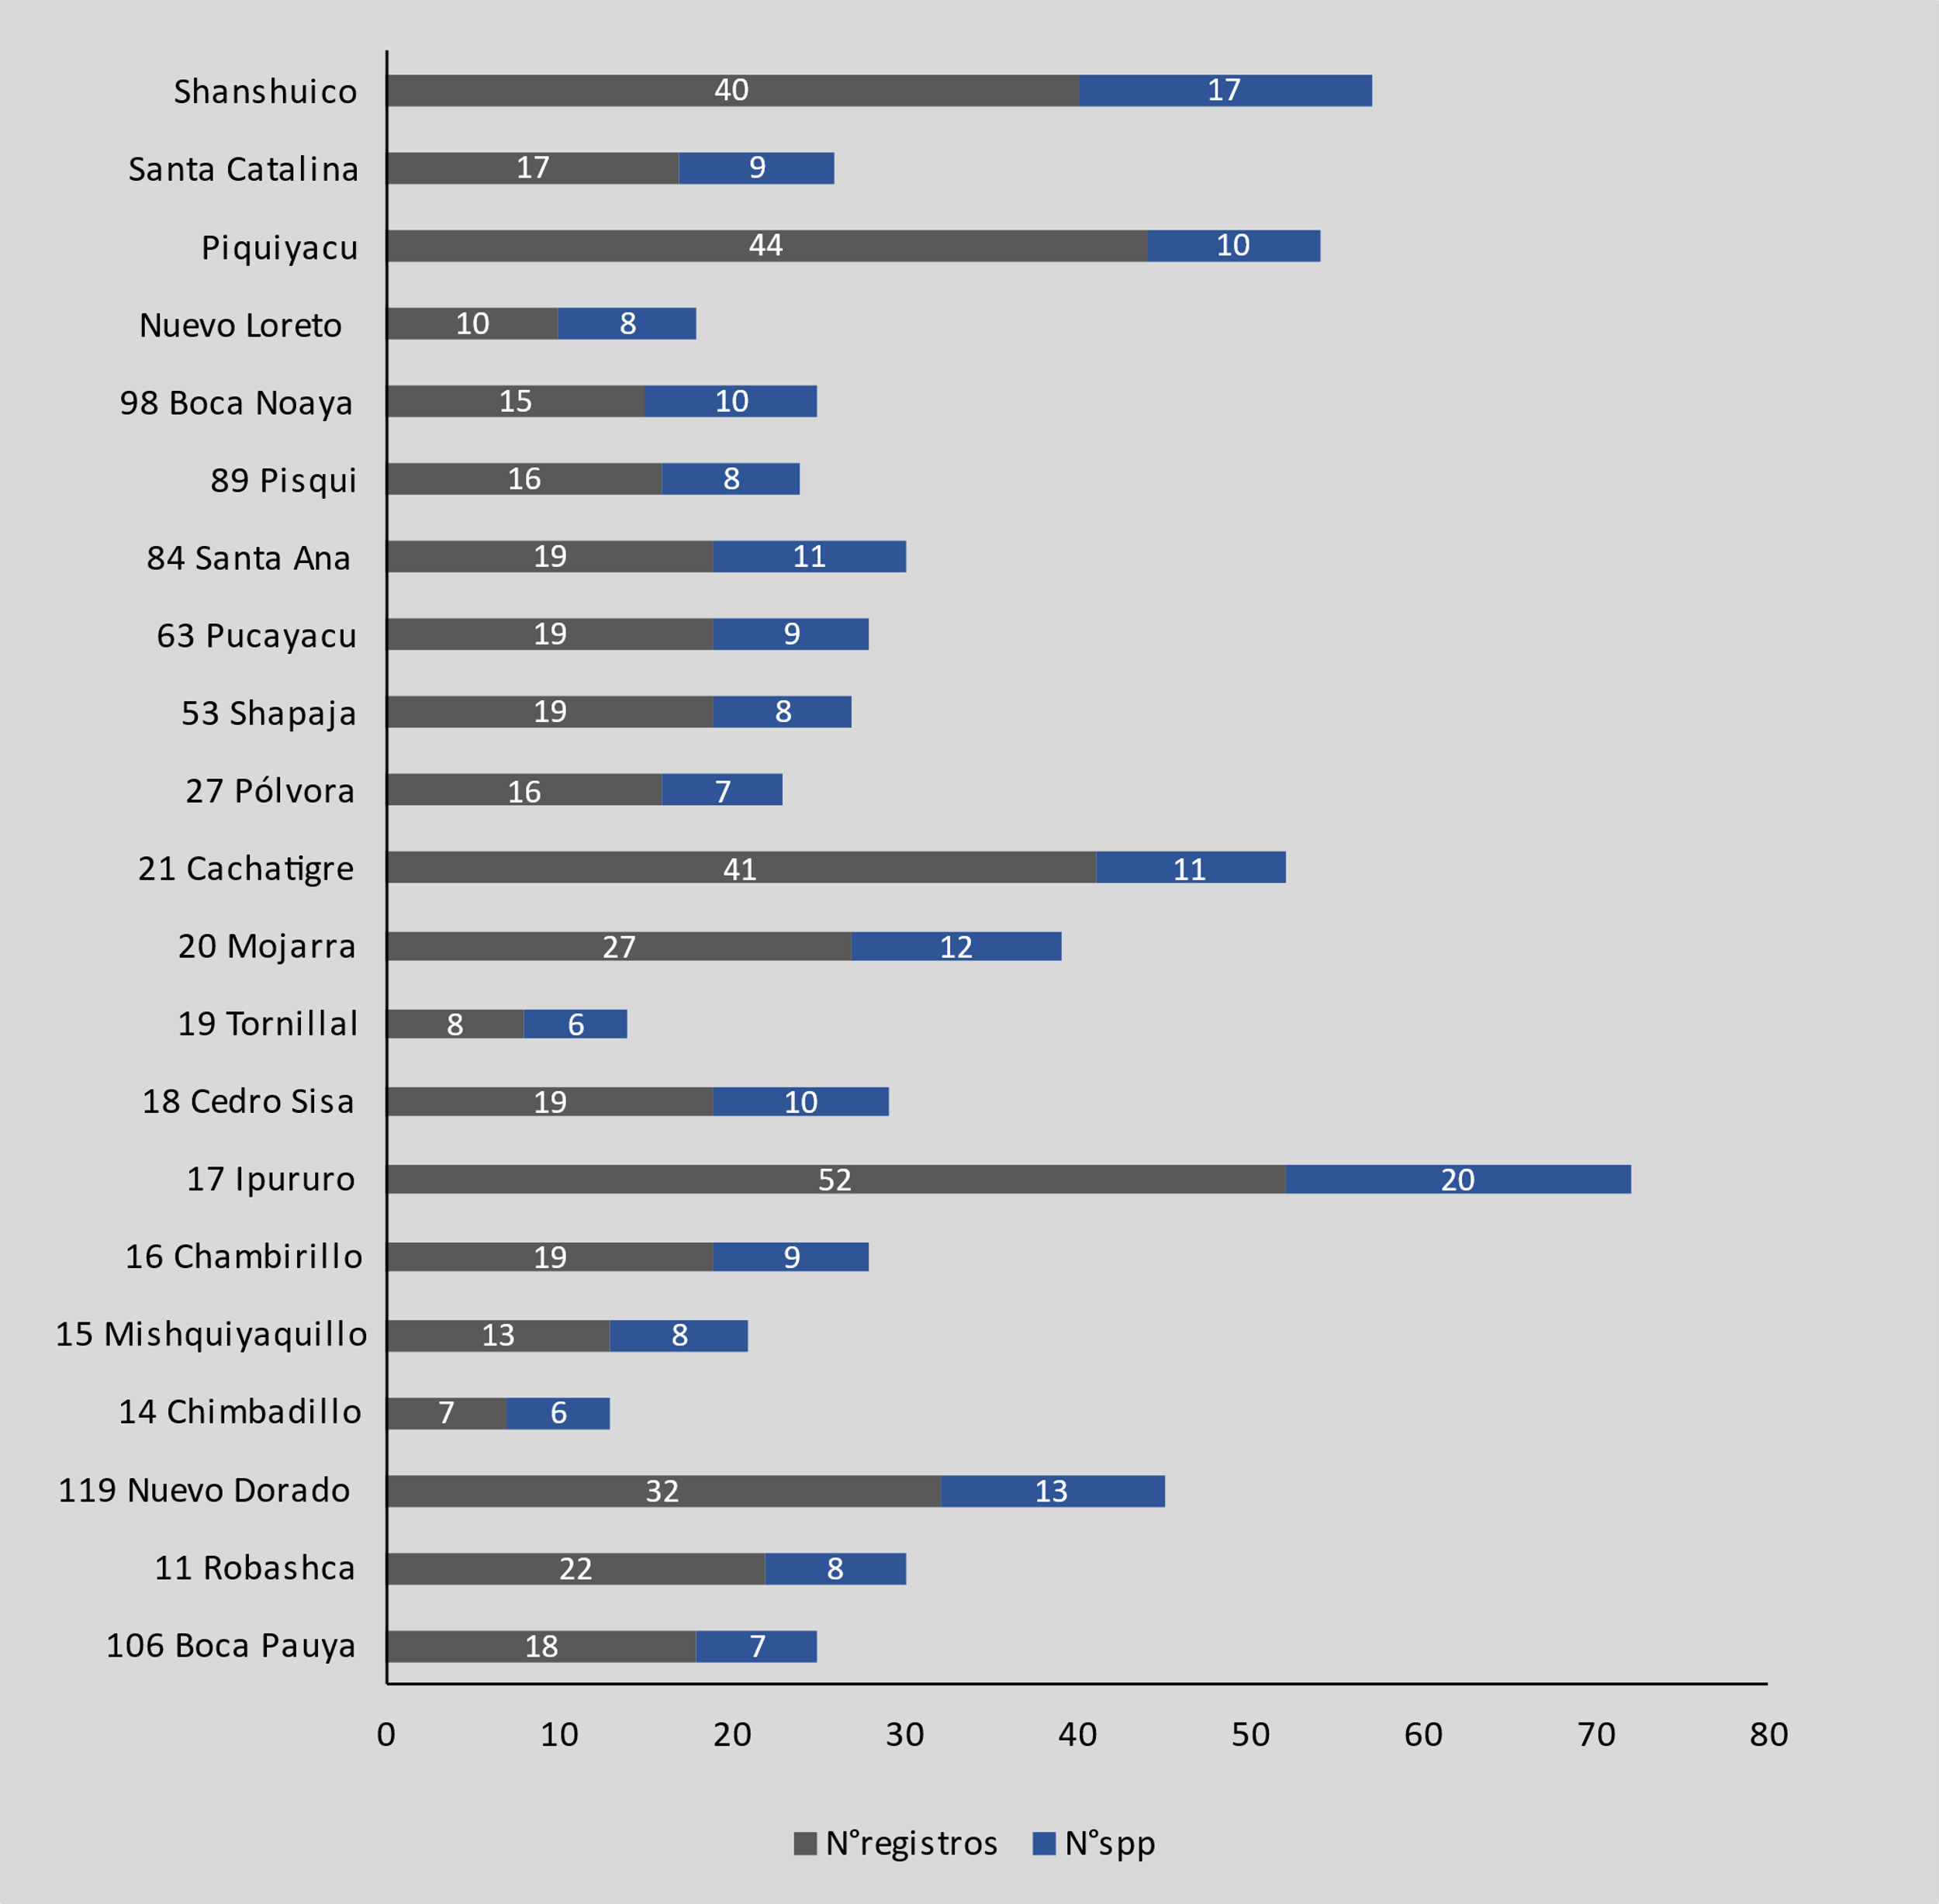 Shanshuico 40 17
Santa Catalina 17 9
Piquiyacu 44 10
Nuevo Loreto 10 8
98 Boca Noaya 15 10
89 Pisqui 16 8
84 Santa Ana 19 11
63 Pucayacu 19 9
53 Shapaja 19 8
27 Pólvora 16 7
21 Cachatigre 41 11
20 Mojarra 27 12
19 Tornillal 8 6
18 Cedro Sisa 19 10
17 Ipururo 52 20
16 Chambirillo 19 9
15 Mishquiyaquillo 13 8
14 Chimbadillo 7 6
119 Nuevo Dorado 32 13
11 Robashca 22 8
106 Boca Pauya 18 7
0 10 20 30 40 50 60 70 80
N°registros N°spp